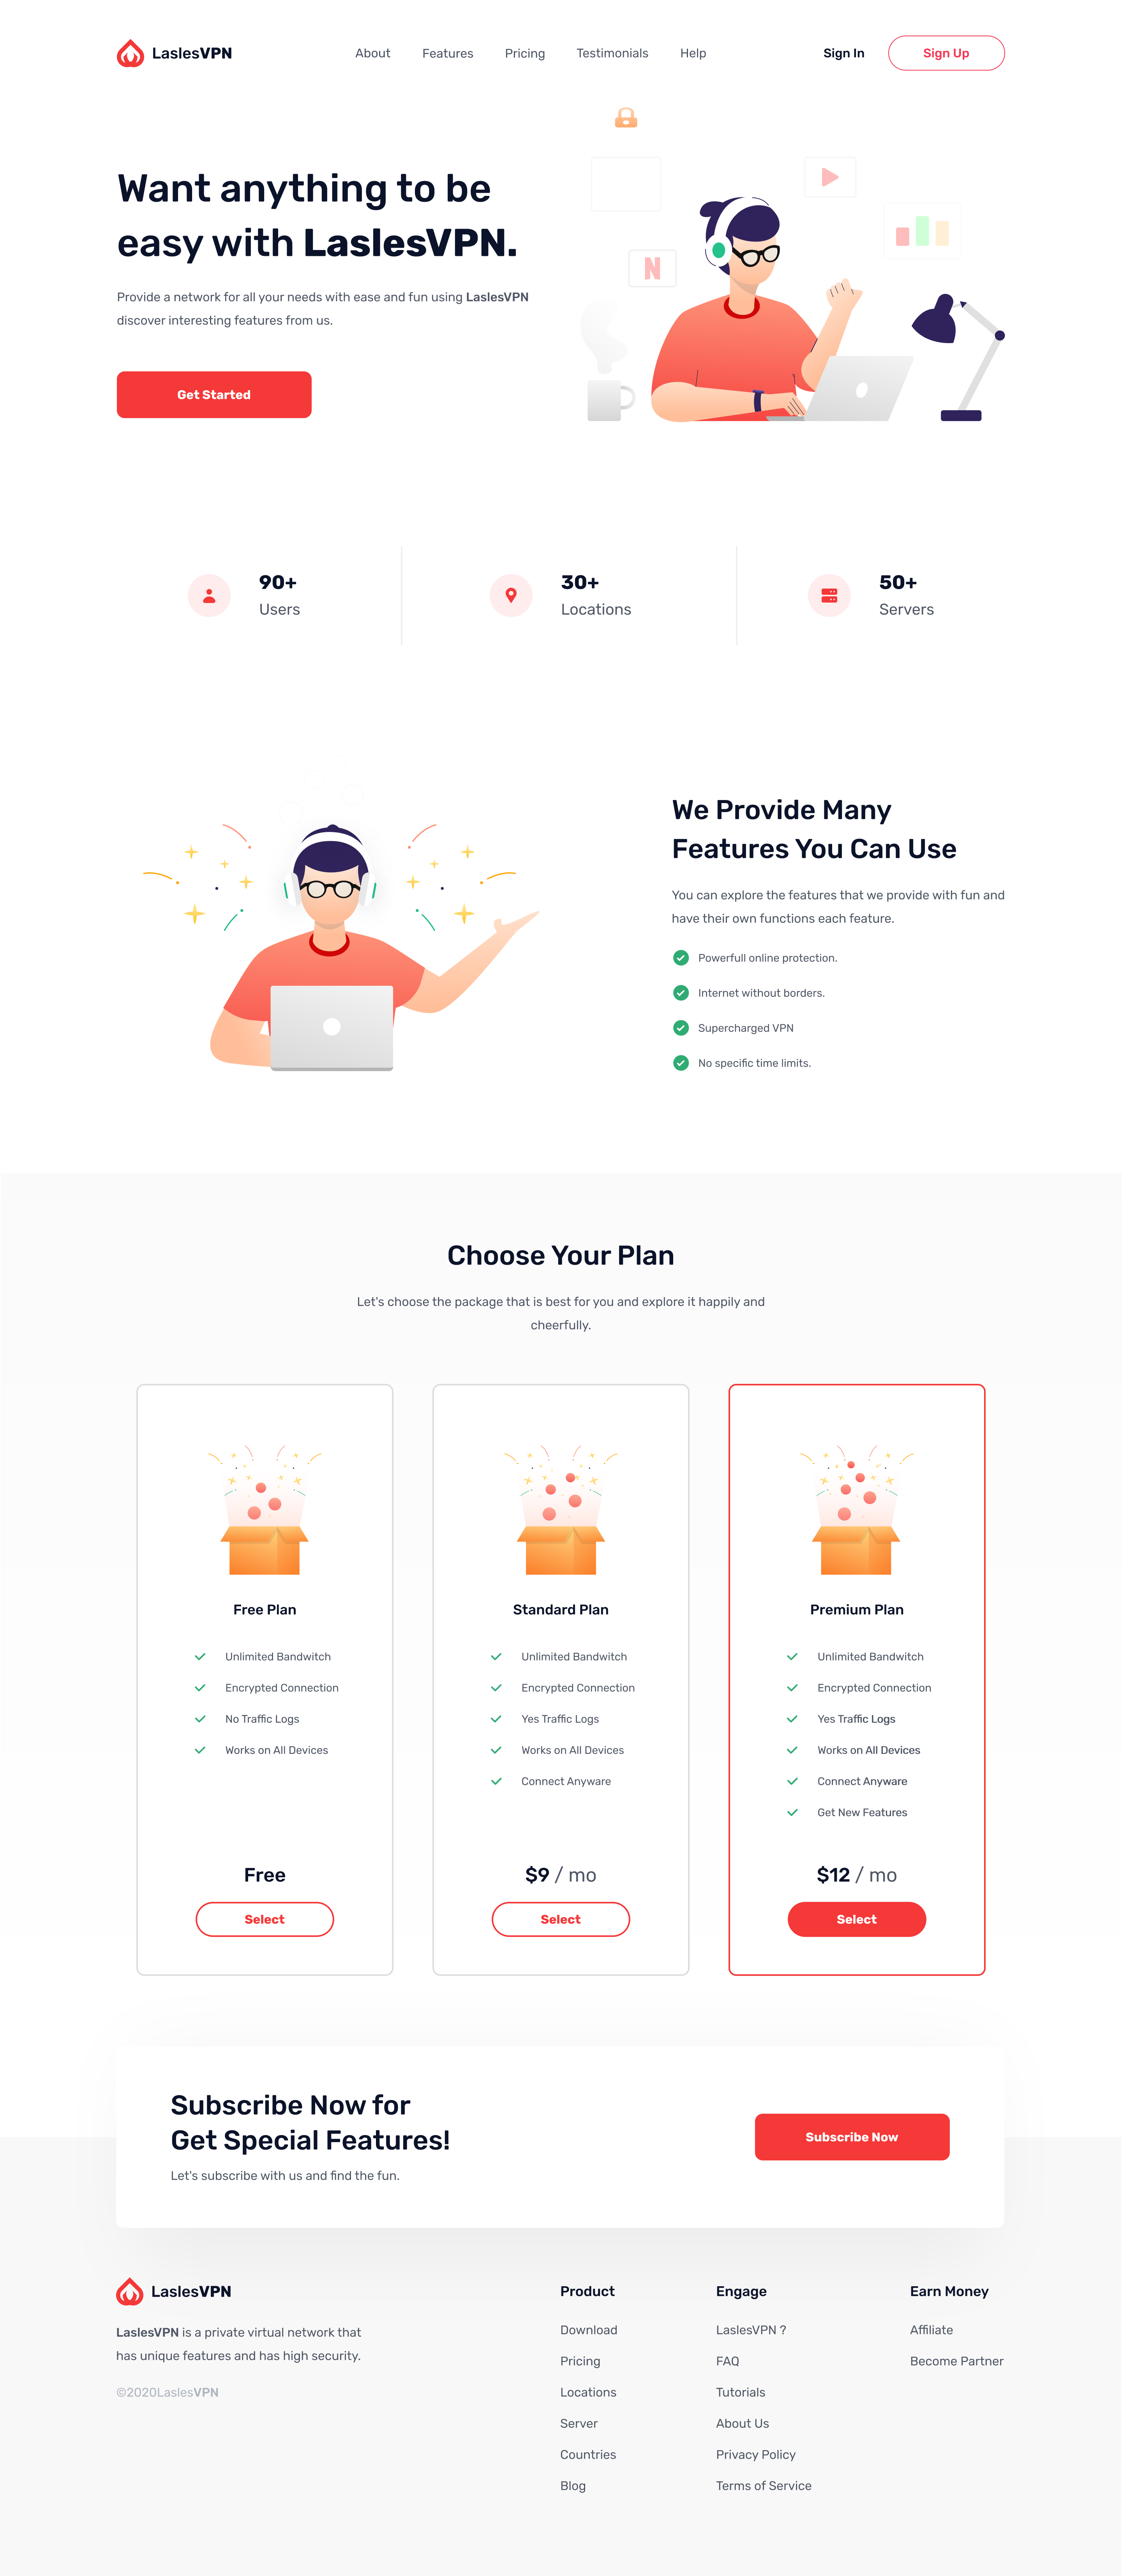 LaslesVPN
About
Features
Pricing
Testimonials
Help
Sign In
Sign Up
Want anything to be
easy with LaslesVPN.
Provide a network for all your needs with ease and fun using LaslesVPN
discover interesting features from us.
Get Started
N
90+
Users
30+
Locations
50+
Servers
We Provide Many
Features You Can Use
You can explore the features that we provide with fun and
have their own functions each feature.
Powerfull online protection.
Internet without borders.
Supercharged VPN
No specific time limits.
Choose Your Plan
Let's choose the package that is best for you and explore it happily and
cheerfully.
Free Plan
Unlimited Bandwitch
Encrypted Connection
No Traffic Logs
Works on All Devices
Free
Select
Standard Plan
Unlimited Bandwitch
Encrypted Connection
Yes Traffic Logs
Works on All Devices
Connect Anyware
$9 / mo
Select
Premium Plan
Unlimited Bandwitch
Encrypted Connection
Yes Traffic Logs
Works on All Devices
Connect Anyware
Get New Features
$12 / mo
Select
Subscribe Now for
Get Special Features!
Let's subscribe with us and find the fun.
Subscribe Now
LaslesVPN
LaslesVPN is a private virtual network that
has unique features and has high security.
©2020LaslesVPN
Product
Download
Pricing
Locations
Server
Countries
Blog
Engage
LaslesVPN ?
FAQ
Tutorials
About Us
Privacy Policy
Terms of Service
Earn Money
Affiliate
Become Partner